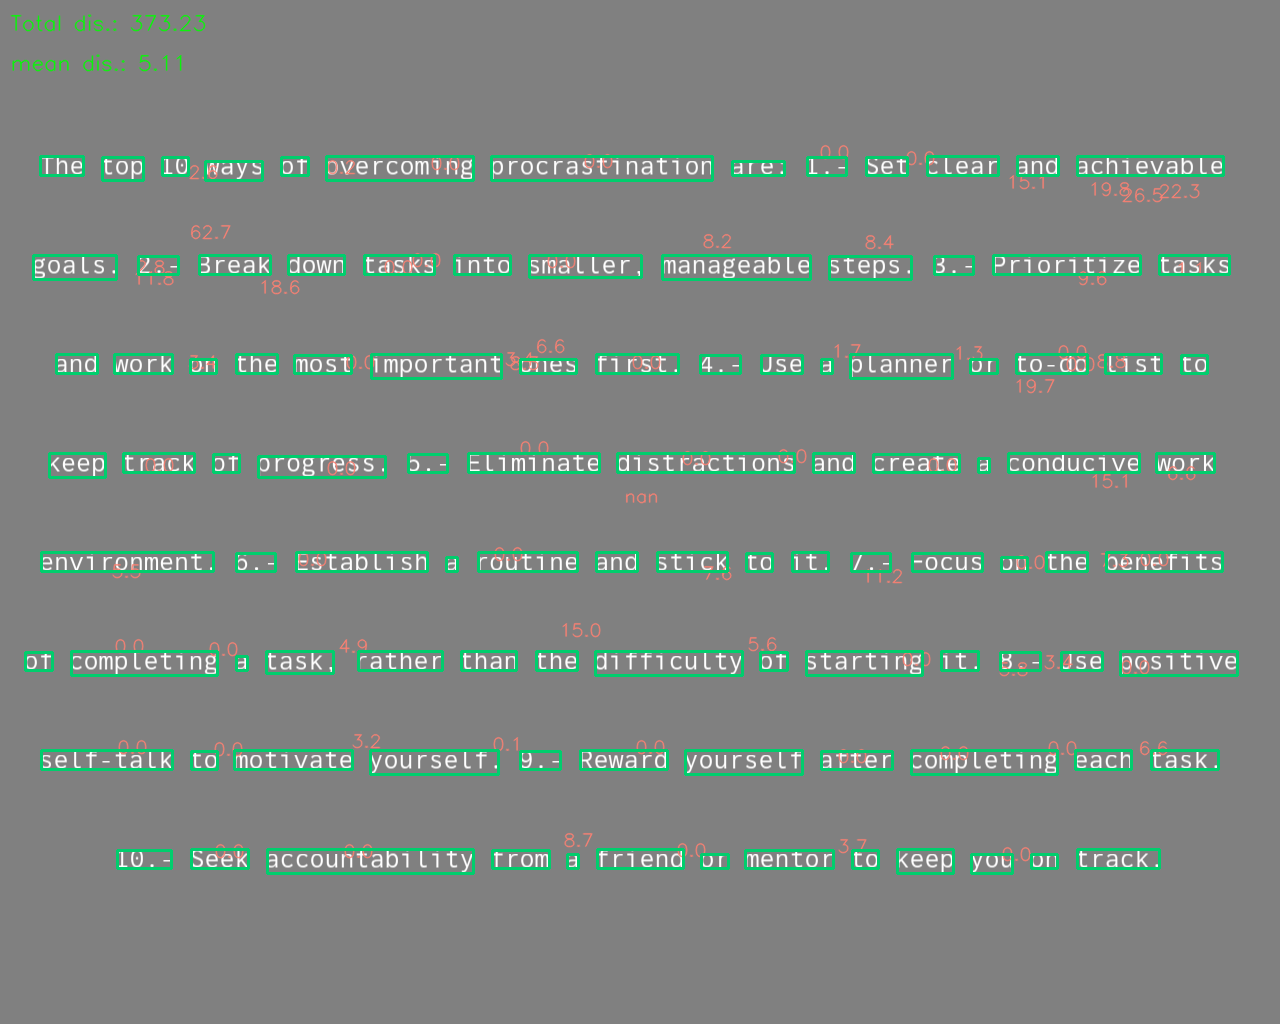 Total dis.: 373.23
mean dis.: 5.11
The top 10 ways of overcoming procrastination are: 1.- Set clear and achievable
goals. 2.- Break down tasks into smaller, manageable steps. 3.- Prioritize tasks
and work on the most important ones first. 4.- Use a planner or to-do list to
keep track of progress. 5.- Eliminate distractions and create a conducive work
nan
environment. 6.- Establish a routine and stick to it. 7.- Focus on the benefits
of completing a task, rather than the difficulty of starting it. 8.- Use positive
self-talk to motivate yourself. 9.- Reward yourself after completing each task.
10.- Seek accountability from a friend or mentor to keep you on track.